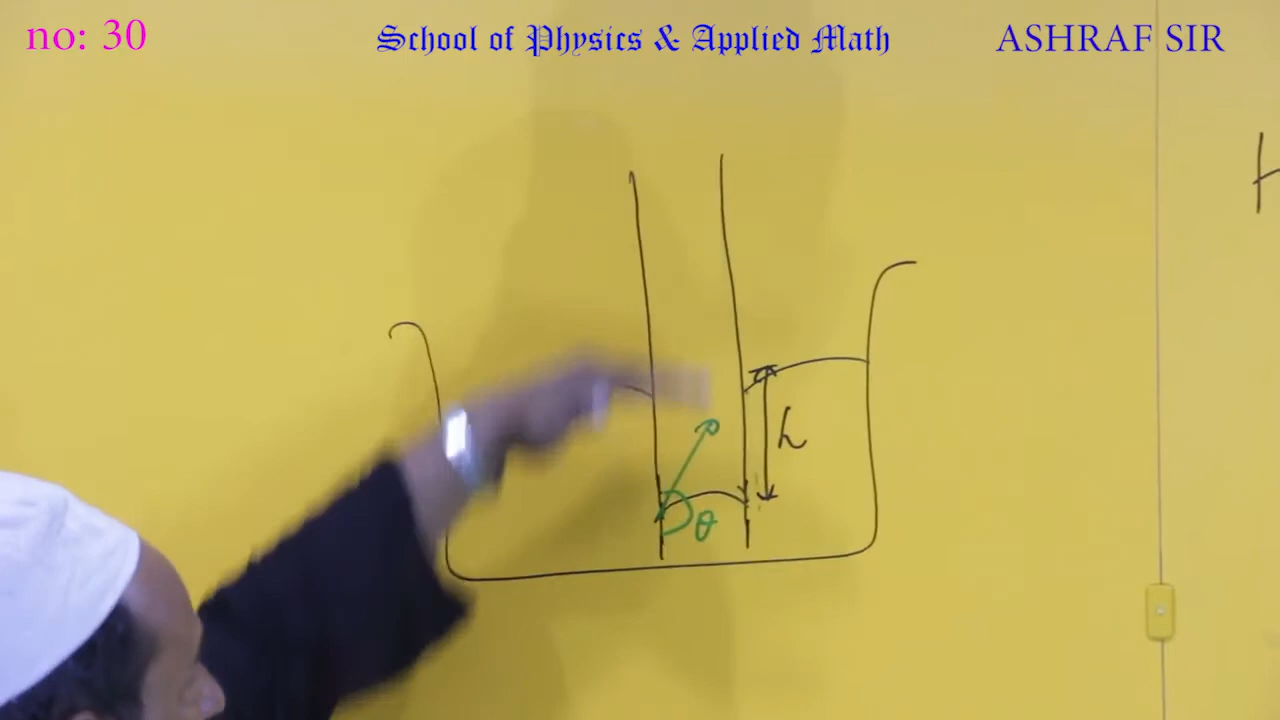 no: 30
School of Physics & Applied Math
ASHRAF SIR
h
θ